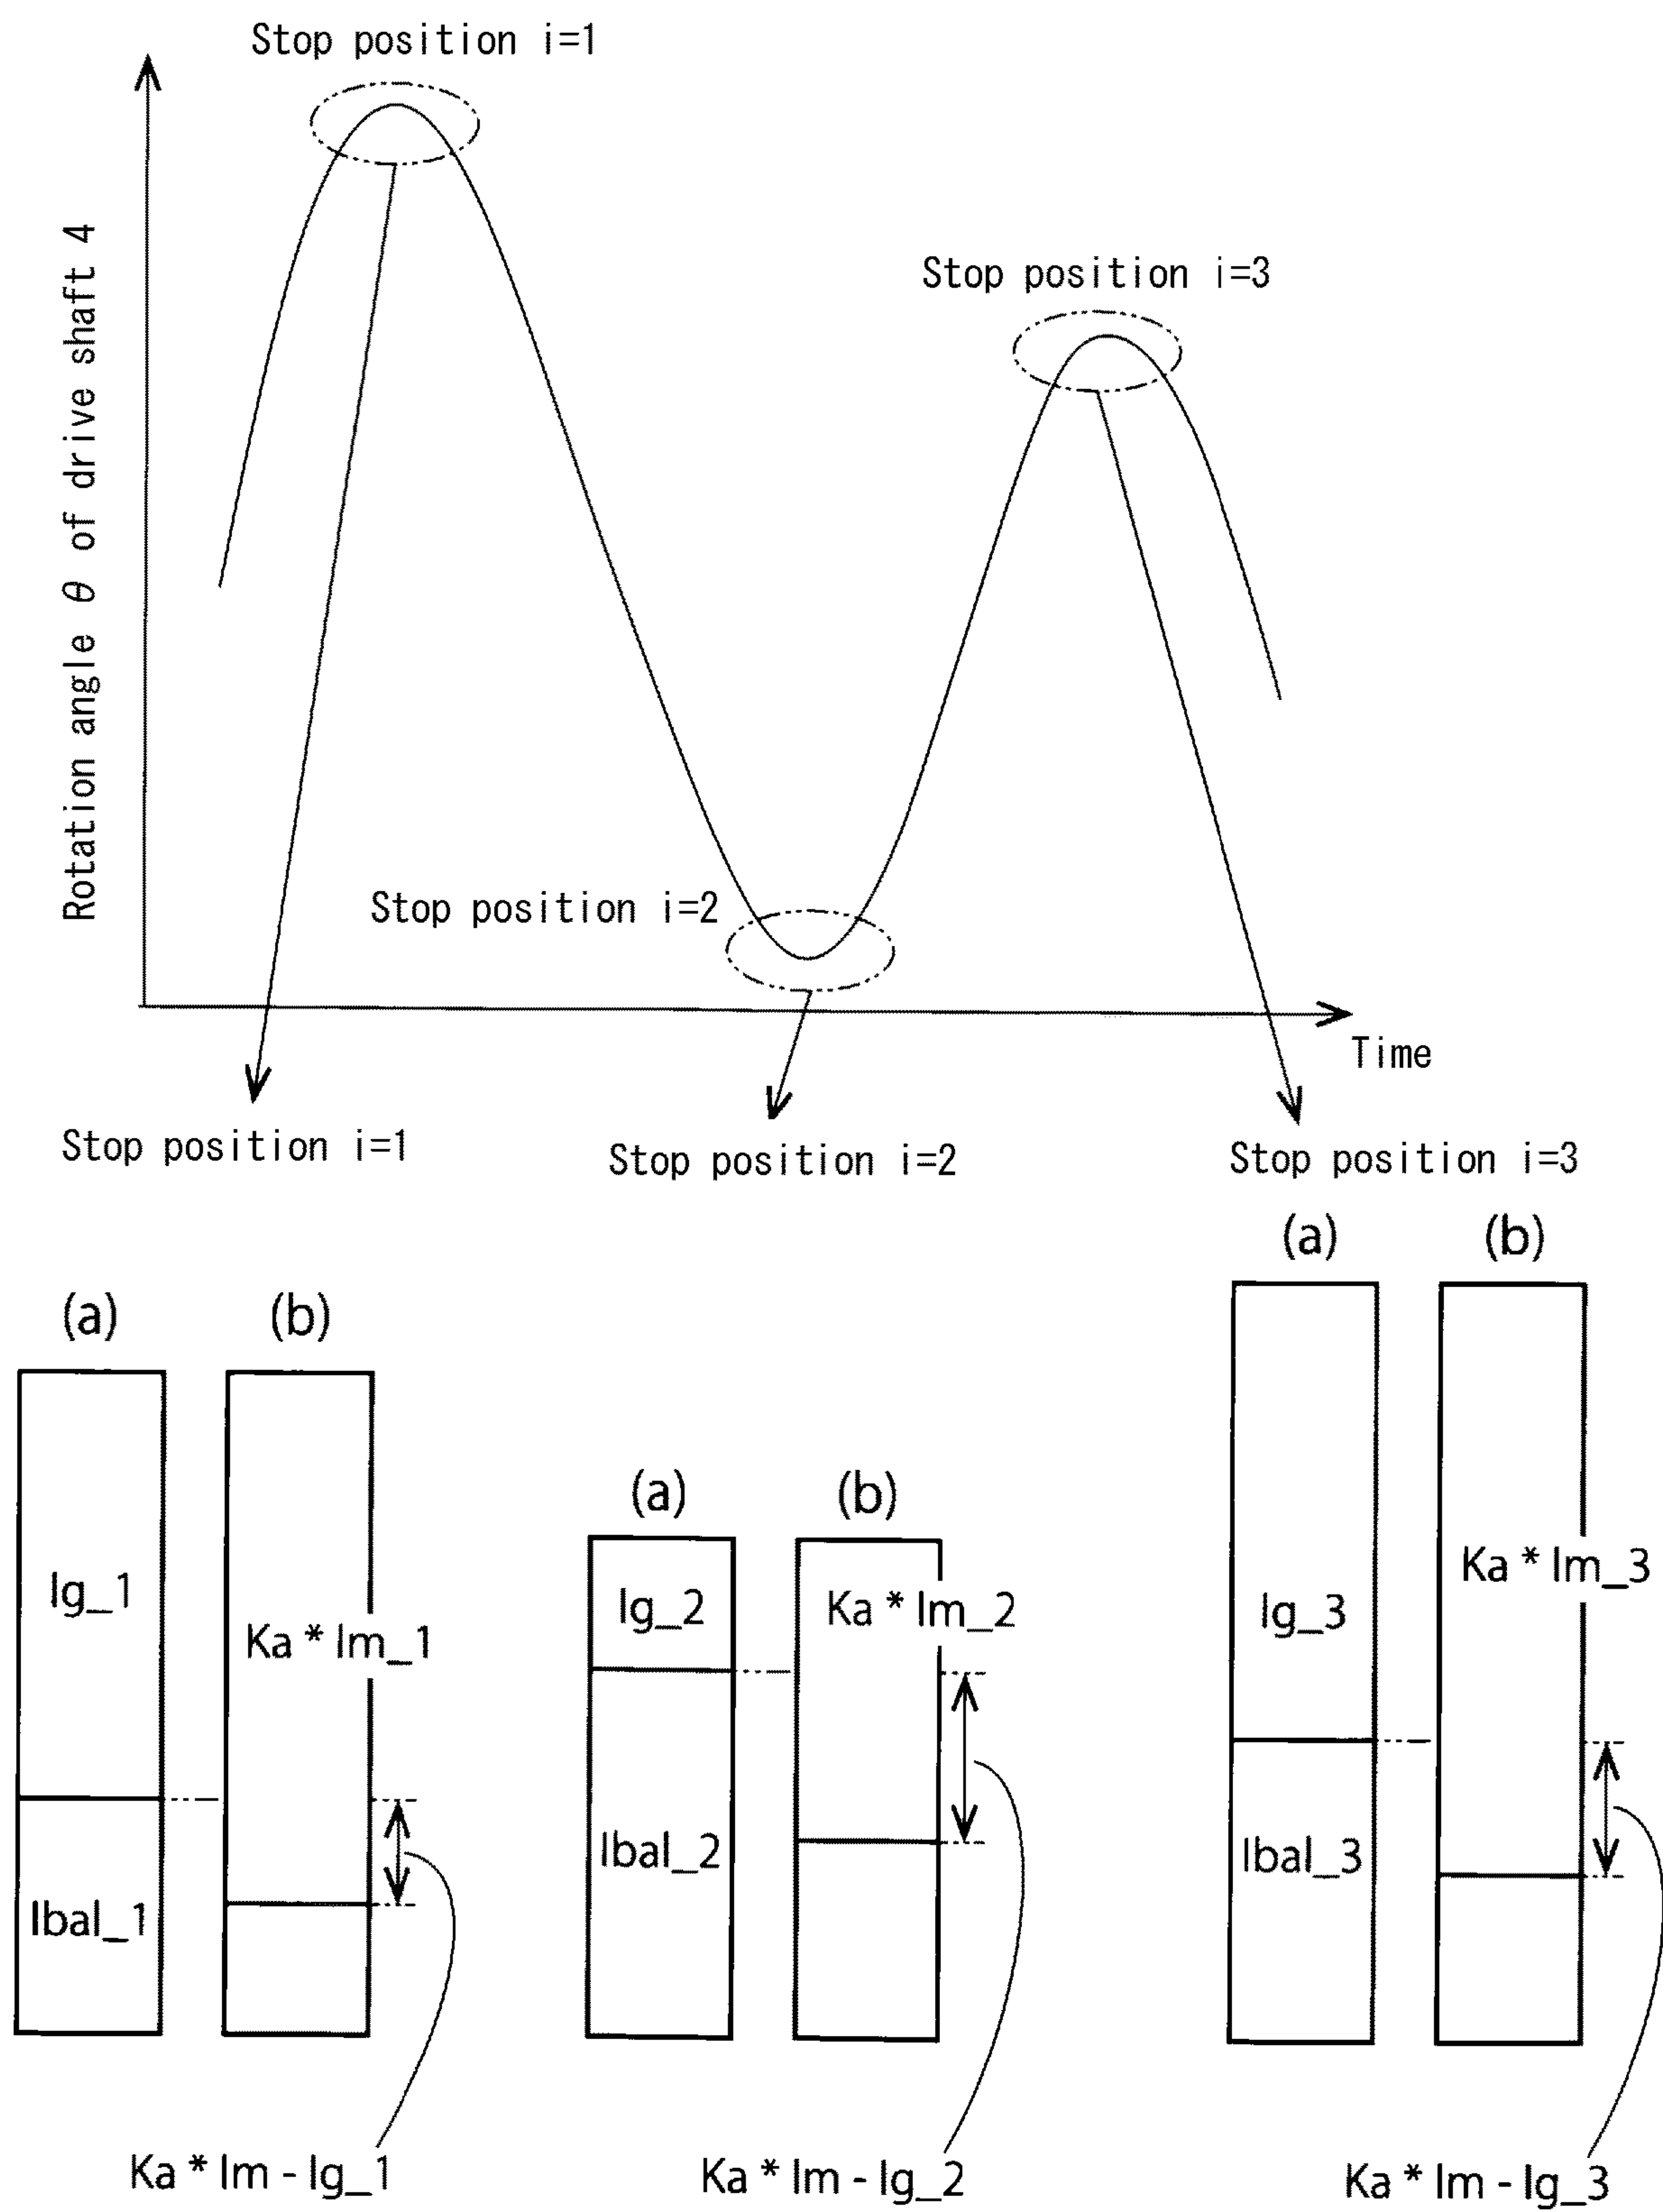 Stop position i=1
Rotation angle θ of drive shaft 4
Stop position i=3
Stop position i=2
Time
Stop position i=1
Stop position i=2
Stop position i=3
(a)
(b)
Ig_1
Ka * Im_1
Ibal_1
Ka * Im - Ig_1
(a)
(b)
Ig_2
Ka * Im_2
Ibal_2
Ka * Im - Ig_2
(a)
(b)
Ig_3
Ka * Im_3
Ibal_3
Ka * Im - Ig_3